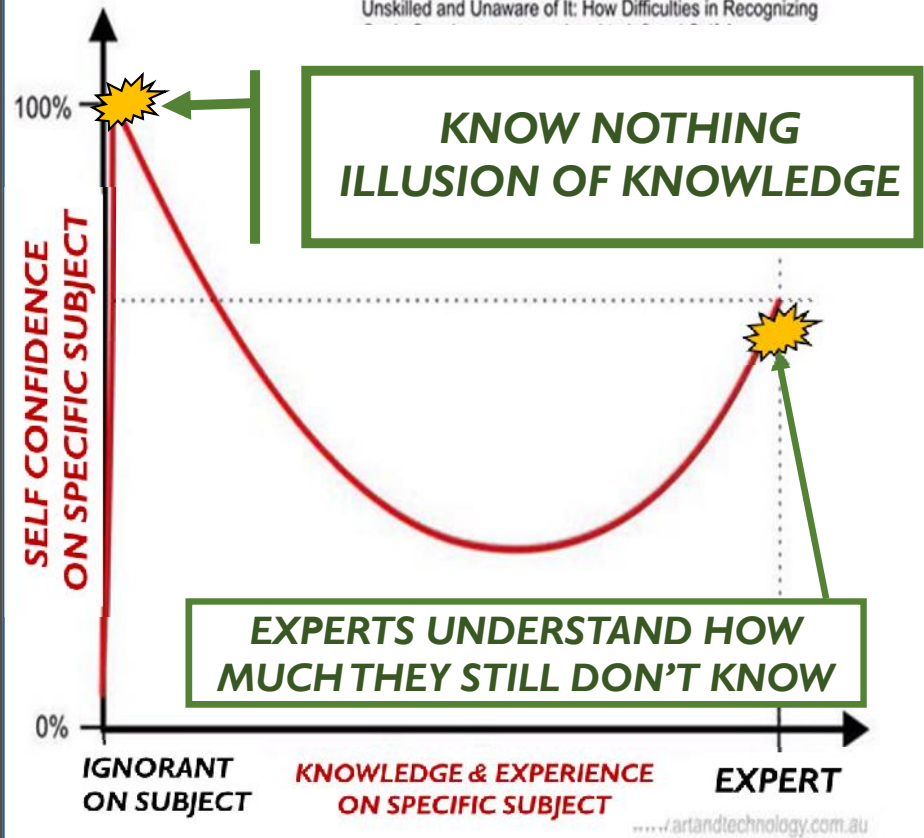 Unskilled and Unaware of It: How Difficulties in Recognizing
100%
KNOW NOTHING
ILLUSION OF KNOWLEDGE
SELF CONFIDENCE
ON SPECIFIC SUBJECT
EXPERTS UNDERSTAND HOW
MUCH THEY STILL DON'T KNOW
0%
IGNORANT
ON SUBJECT
KNOWLEDGE & EXPERIENCE
ON SPECIFIC SUBJECT
EXPERT
artandtechnology.com.au